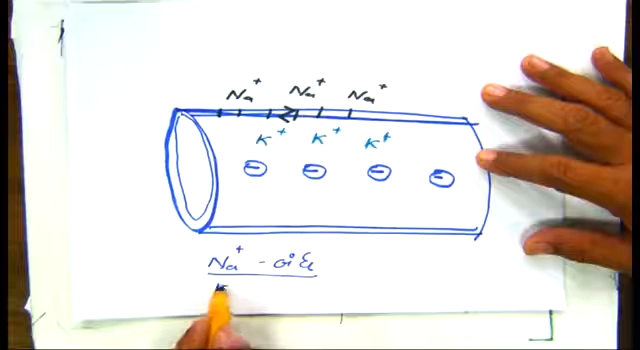 Na⁺ Na⁺ Na⁺
K⁺ K⁺ K⁺
⊖ ⊖ ⊖ ⊖
Na⁺ -
K